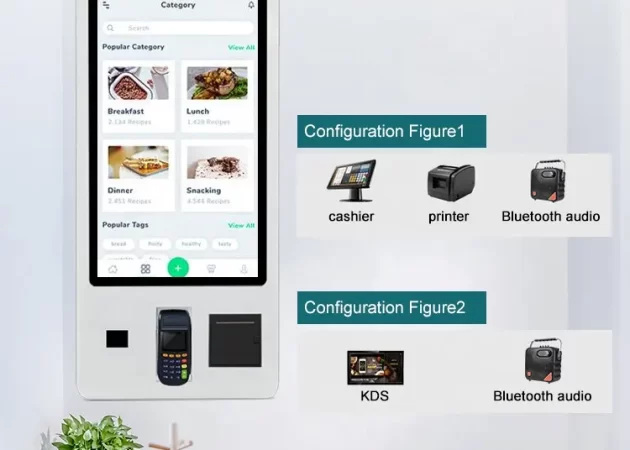 Category
Search
Popular Category
View All
Breakfast
2,134 Recipes
Lunch
1,428 Recipes
Dinner
2,451 Recipes
Snacking
4,544 Recipes
Popular Tags
View All
bread
fruity
healthy
tasty
Configuration Figure1
cashier
printer
Bluetooth audio
Configuration Figure2
KDS
Bluetooth audio